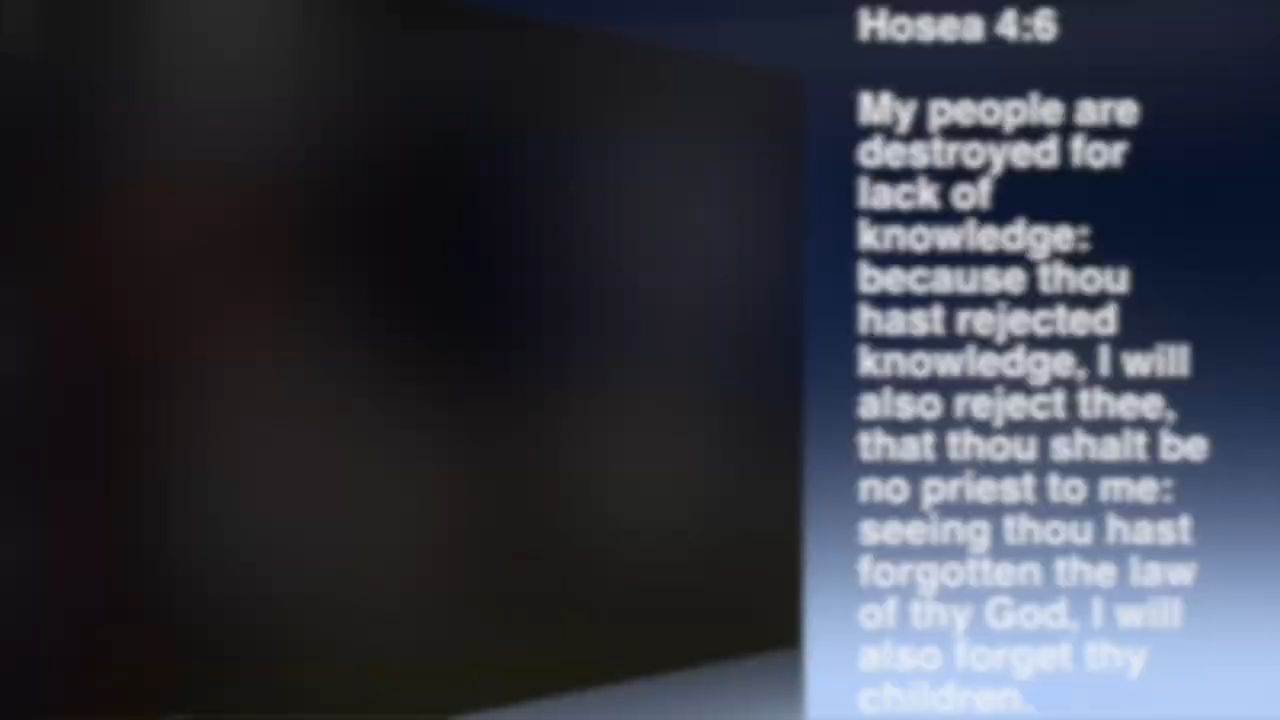 Hosea 4:6
My people are
destroyed for
lack of
knowledge:
because thou
hast rejected
knowledge, I will
also reject thee,
that thou shalt be
no priest to me:
seeing thou hast
forgotten the law
of thy God, I will
also forget thy
children.